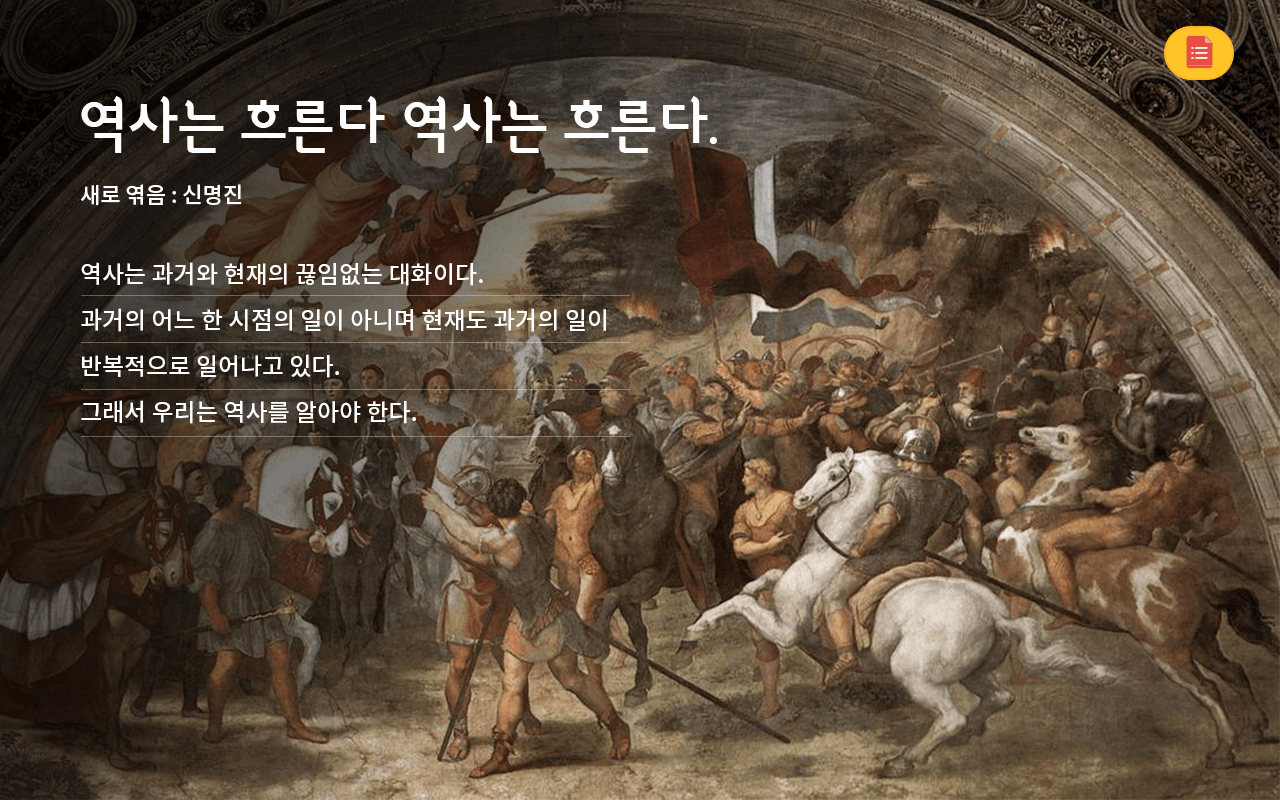 역사는 흐른다 역사는 흐른다.
새로 엮음 : 신명진
역사는 과거와 현재의 끊임없는 대화이다.
과거의 어느 한 시점의 일이 아니며 현재도 과거의 일이
반복적으로 일어나고 있다.
그래서 우리는 역사를 알아야 한다.